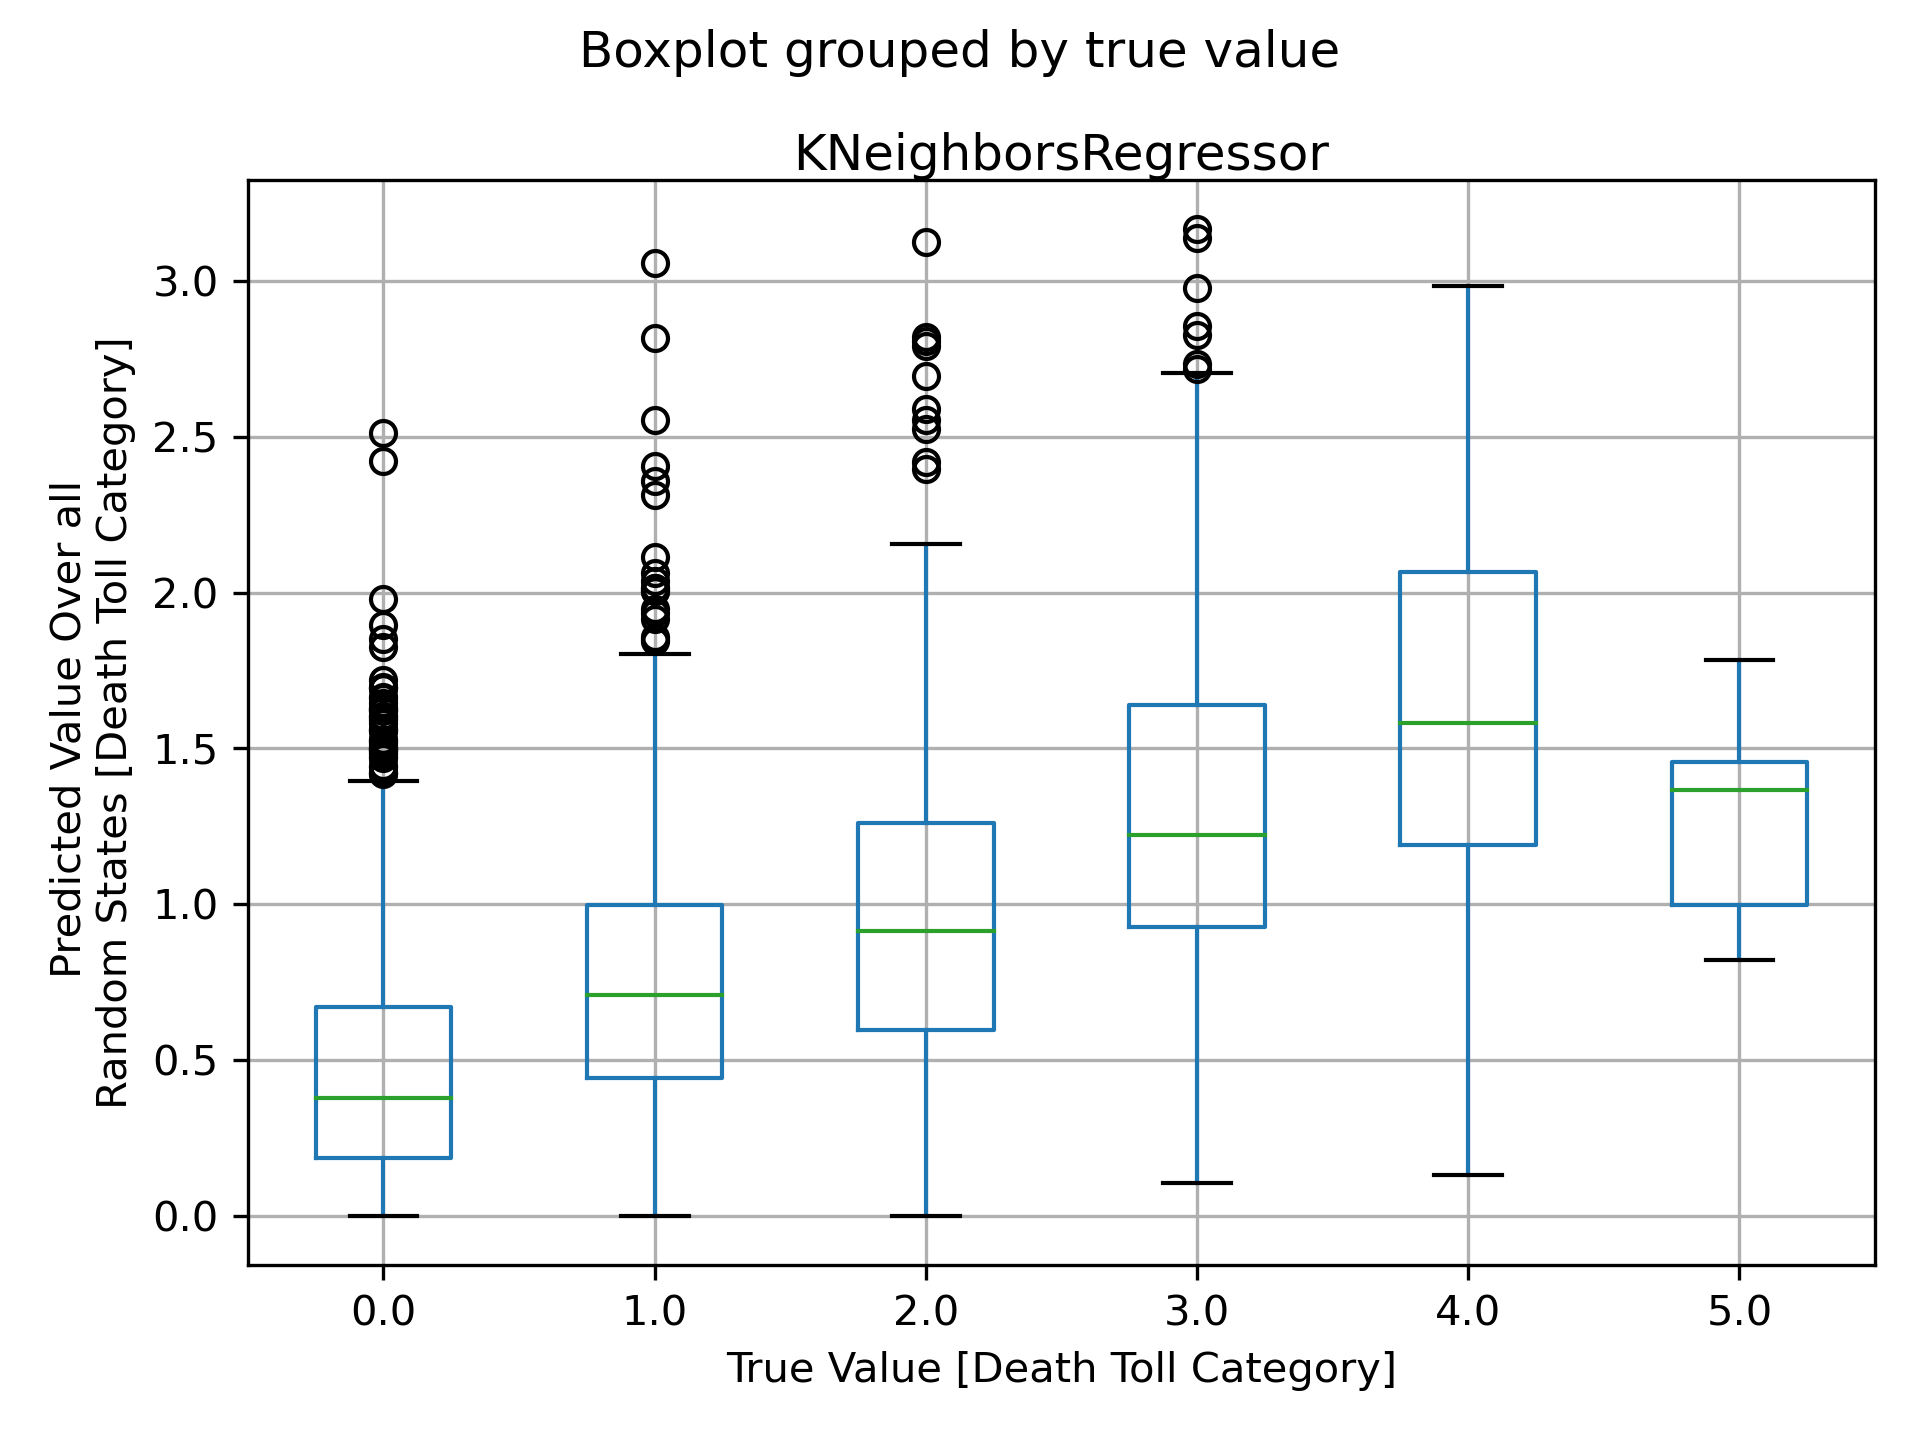 Boxplot grouped by true value
KNeighborsRegressor
Predicted Value Over all
Random States [Death Toll Category]
3.0
2.5
2.0
1.5
1.0
0.5
0.0
0.0 1.0 2.0 3.0 4.0 5.0
True Value [Death Toll Category]